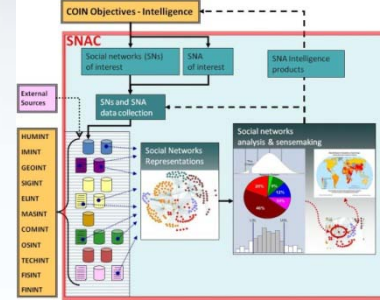 COIN Objectives - Intelligence
SNAC
Social networks (SNs)
of interest
SNA
of interest
SNA Intelligence
products
External
Sources
SNs and SNA
data collection
HUMINT
IMINT
GEOINT
SIGINT
ELINT
MASINT
COMINT
OSINT
TECHINT
FISINT
FININT
Social Networks
Representations
Social networks
analysis & sensemaking